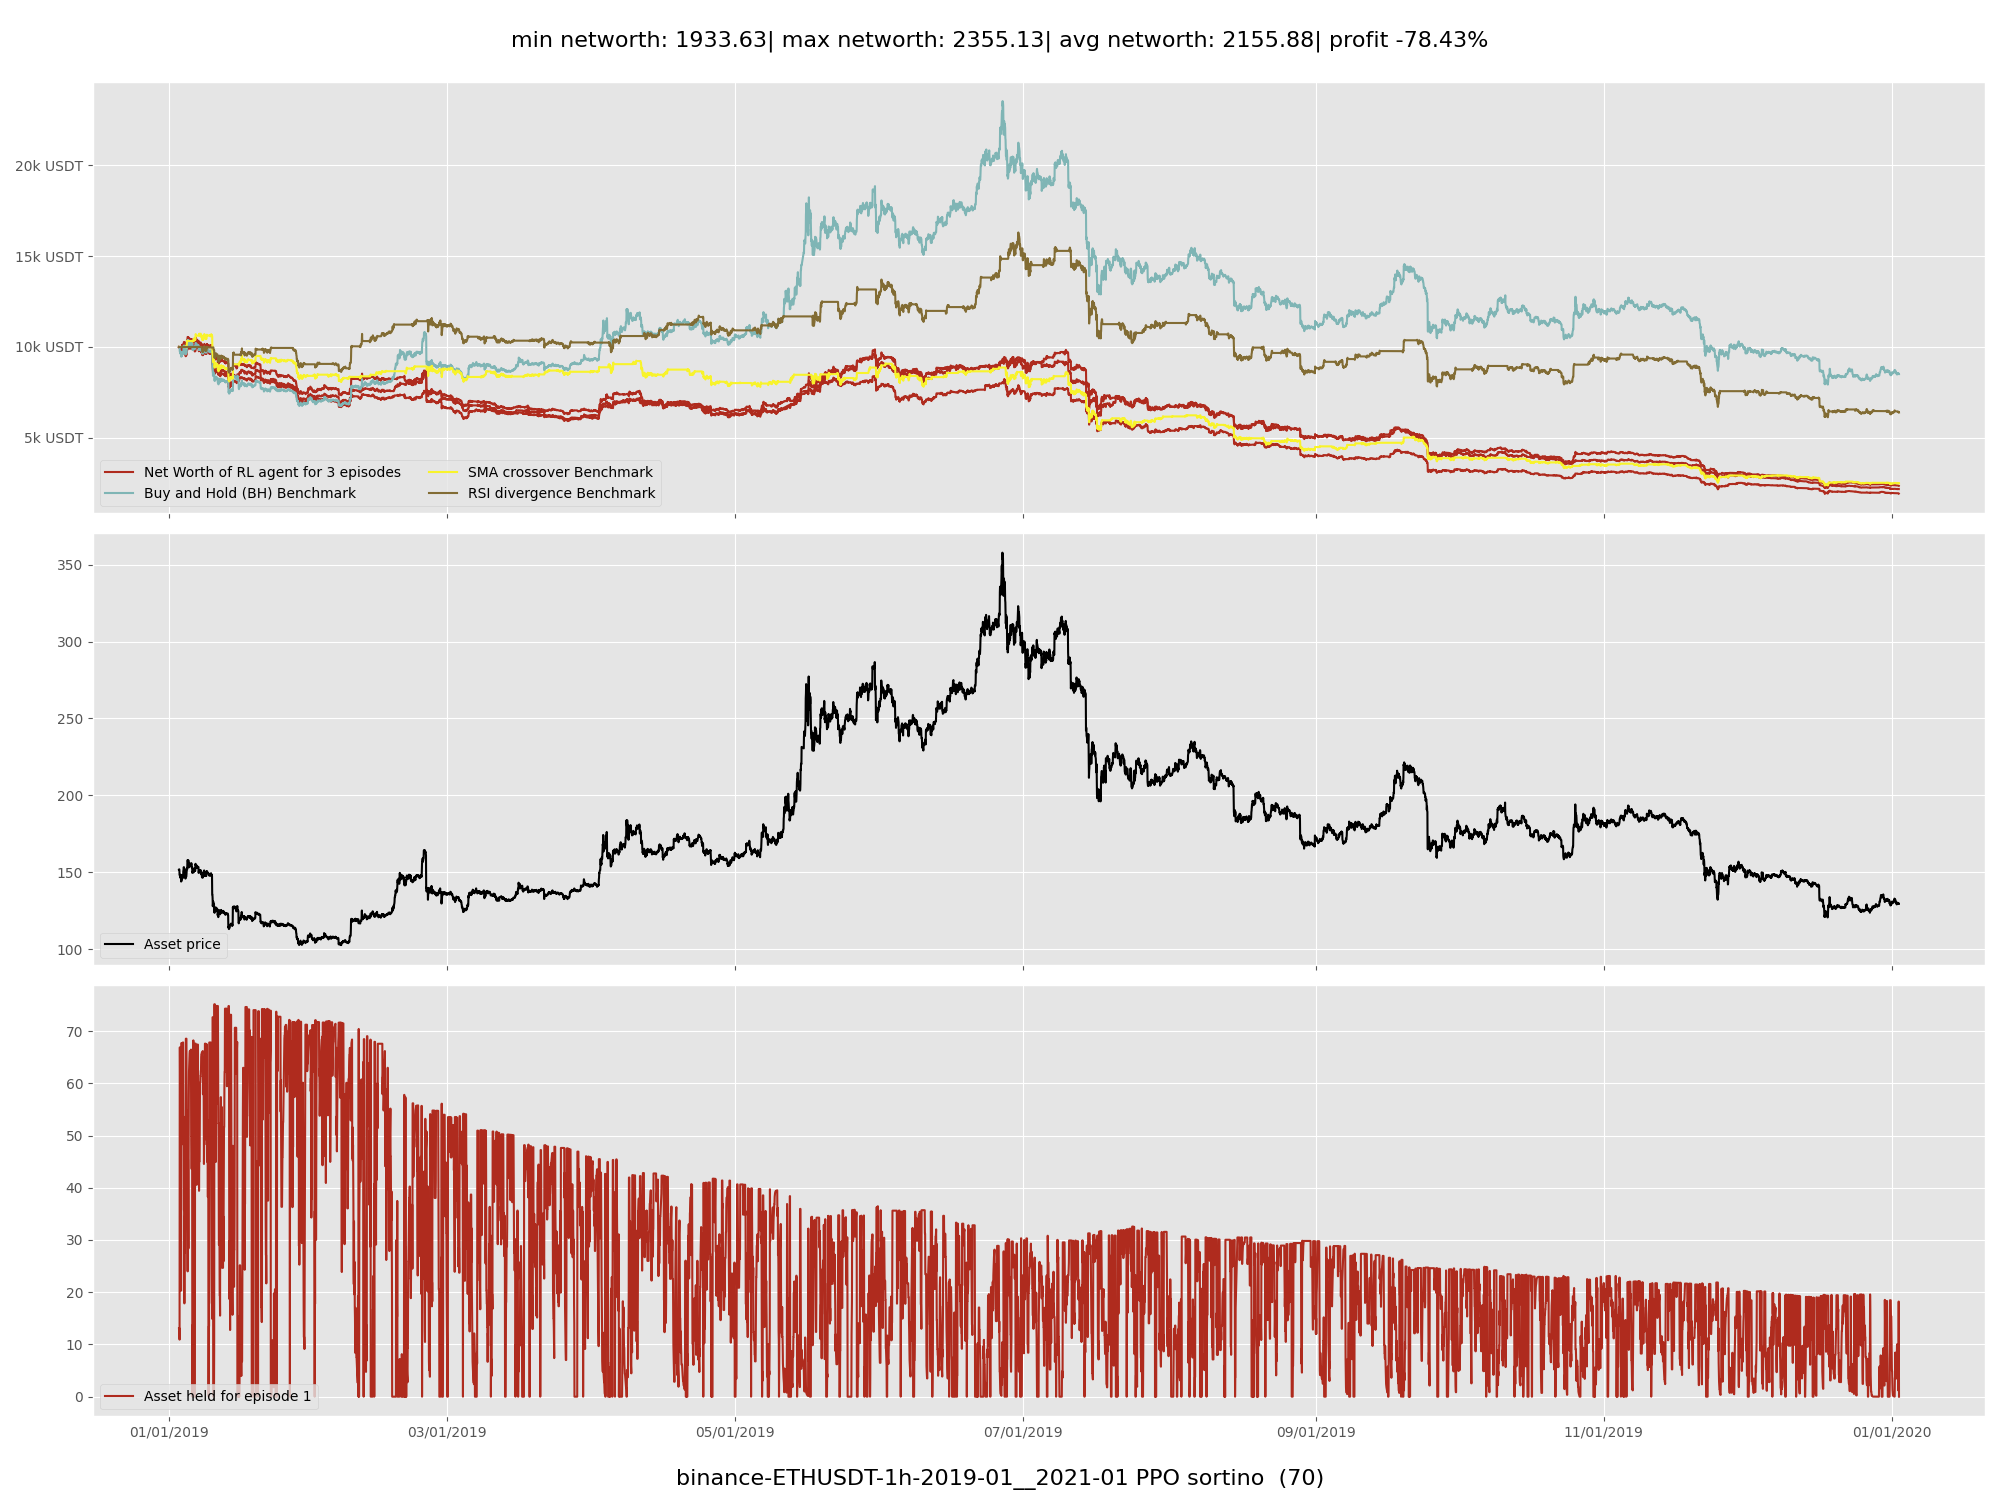 min networth: 1933.63| max networth: 2355.13| avg networth: 2155.88| profit -78.43%
20k USDT
15k USDT
10k USDT
5k USDT
Net Worth of RL agent for 3 episodes
Buy and Hold (BH) Benchmark
SMA crossover Benchmark
RSI divergence Benchmark
350
300
250
200
150
100
Asset price
70
60
50
40
30
20
10
0
Asset held for episode 1
01/01/2019 03/01/2019 05/01/2019 07/01/2019 09/01/2019 11/01/2019 01/01/2020
binance-ETHUSDT-1h-2019-01__2021-01 PPO sortino  (70)